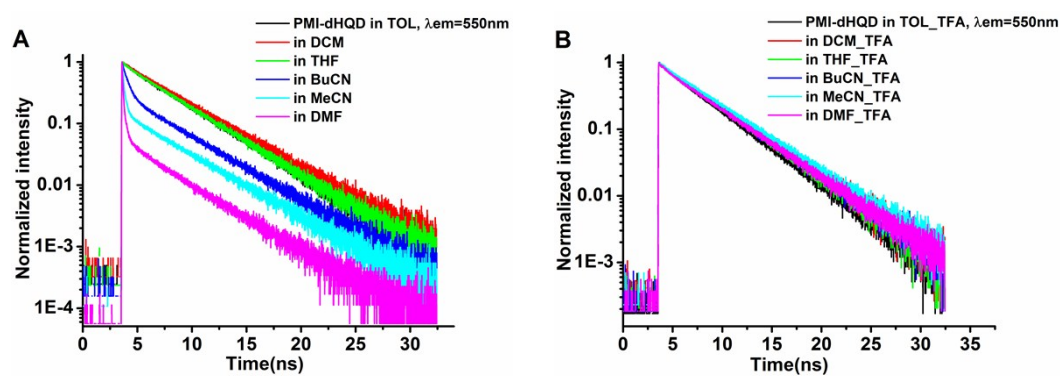 A
PMI-dHQD in TOL, λem=550nm
in DCM
in THF
in BuCN
in MeCN
in DMF
Normalized intensity
1
0.1
0.01
1E-3
1E-4
0 5 10 15 20 25 30
Time(ns)
B
PMI-dHQD in TOL_TFA, λem=550nm
in DCM_TFA
in THF_TFA
in BuCN_TFA
in MeCN_TFA
in DMF_TFA
Normalized intensity
1
0.1
0.01
1E-3
0 5 10 15 20 25 30 35
Time(ns)